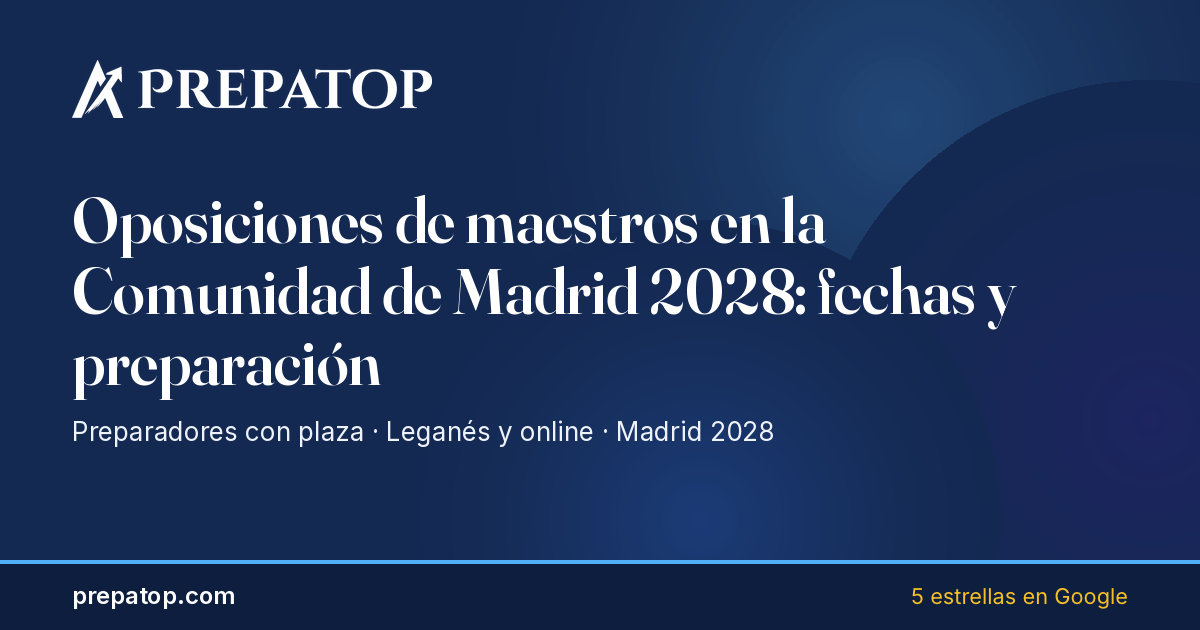 PREPATOP
Oposiciones de maestros en la
Comunidad de Madrid 2028: fechas y
preparación
Preparadores con plaza · Leganés y online · Madrid 2028
prepatop.com
5 estrellas en Google